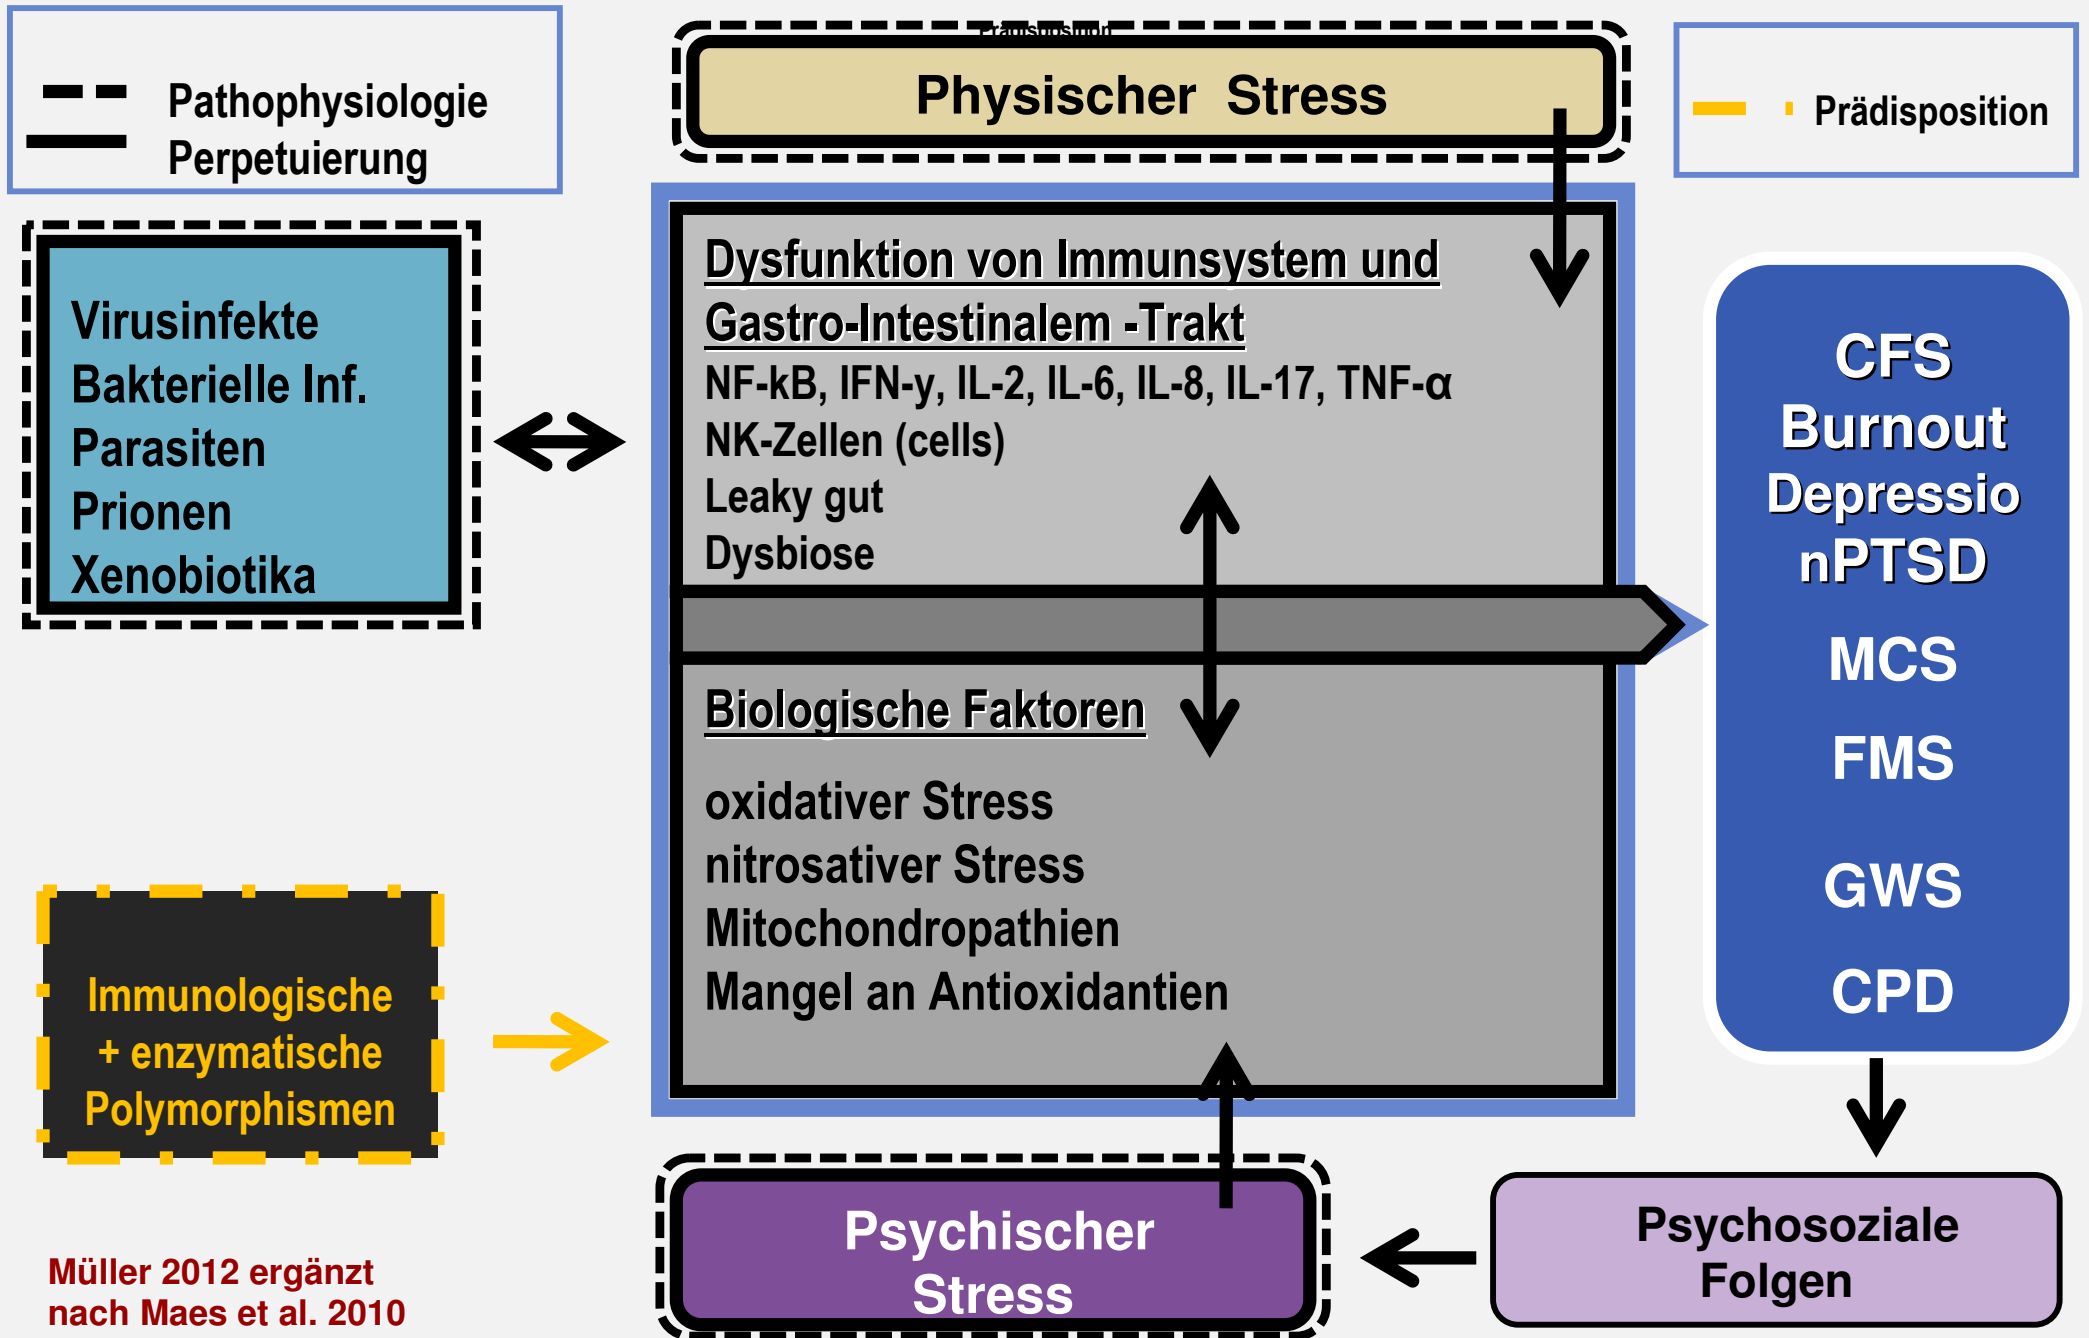 Pathophysiologie
Perpetuierung
Prädisposition
Physischer Stress
Prädisposition
Virusinfekte
Bakterielle Inf.
Parasiten
Prionen
Xenobiotika
Dysfunktion von Immunsystem und
Gastro-Intestinalem -Trakt
NF-kB, IFN-y, IL-2, IL-6, IL-8, IL-17, TNF-α
NK-Zellen (cells)
Leaky gut
Dysbiose
Biologische Faktoren
oxidativer Stress
nitrosativer Stress
Mitochondropathien
Mangel an Antioxidantien
CFS
Burnout
Depressio
nPTSD
MCS
FMS
GWS
CPD
Immunologische
+ enzymatische
Polymorphismen
Psychischer
Stress
Psychosoziale
Folgen
Müller 2012 ergänzt
nach Maes et al. 2010